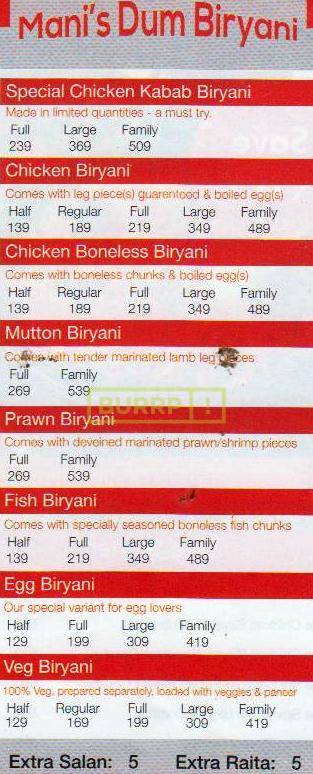 Mani's Dum Biryani
Special Chicken Kabab Biryani
Made in limited quantities - a must try.
Full Large Family
239 369 509
Chicken Biryani
Comes with leg piece(s) guarenteed & boiled egg(s)
Half Regular Full Large Family
139 189 219 349 489
Chicken Boneless Biryani
Comes with boneless chunks & boiled egg(s)
Half Regular Full Large Family
139 189 219 349 489
Mutton Biryani
Comes with tender marinated lamb leg pieces
Full Family
269 539
BURRP!
Prawn Biryani
Comes with deveined marinated prawn/shrimp pieces
Full Family
269 539
Fish Biryani
Comes with specially seasoned boneless fish chunks
Half Full Large Family
139 219 349 489
Egg Biryani
Our special variant for egg lovers
Half Full Large Family
129 199 309 419
Veg Biryani
100% Veg, prepared separately, loaded with veggies & paneer
Half Regular Full Large Family
129 169 199 309 419
Extra Salan: 5 Extra Raita: 5